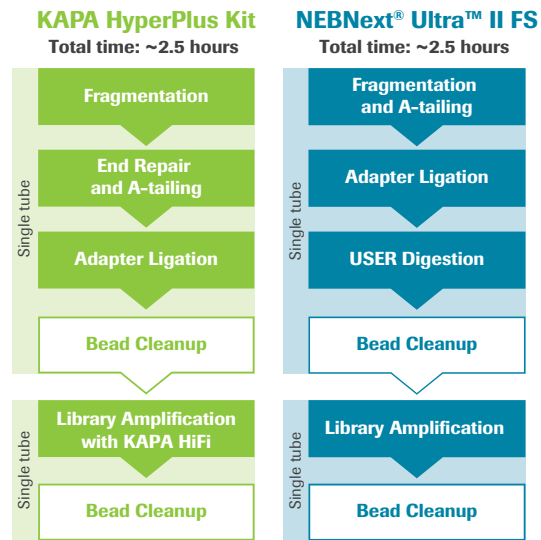 KAPA HyperPlus Kit
Total time: ~2.5 hours
Single tube
Fragmentation
End Repair
and A-tailing
Adapter Ligation
Bead Cleanup
Single tube
Library Amplification
with KAPA HiFi
Bead Cleanup
NEBNext® Ultra™ II FS
Total time: ~2.5 hours
Single tube
Fragmentation
and A-tailing
Adapter Ligation
USER Digestion
Bead Cleanup
Single tube
Library Amplification
Bead Cleanup